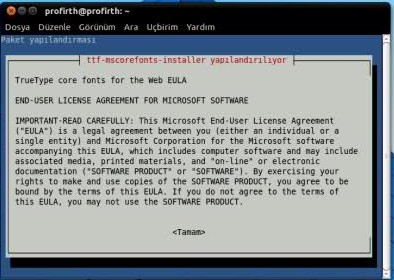 profirth@profirth: ~
Dosya Düzenle Görünüm Ara Uçbirim Yardım
Paket yapılandırması
ttf-mscorefonts-installer yapılandırılıyor
TrueType core fonts for the Web EULA
END-USER LICENSE AGREEMENT FOR MICROSOFT SOFTWARE
IMPORTANT-READ CAREFULLY: This Microsoft End-User License Agreement
("EULA") is a legal agreement between you (either an individual or a
single entity) and Microsoft Corporation for the Microsoft software
accompanying this EULA, which includes computer software and may include
associated media, printed materials, and "on-line" or electronic
documentation ("SOFTWARE PRODUCT" or "SOFTWARE"). By exercising your
rights to make and use copies of the SOFTWARE PRODUCT, you agree to be
bound by the terms of this EULA. If you do not agree to the terms of
this EULA, you may not use the SOFTWARE PRODUCT.
<Tamam>